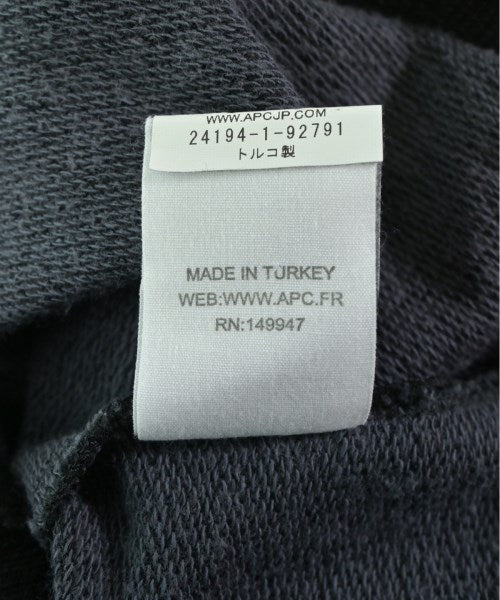 WWW.APCJP.COM
24194-1-92791
トルコ製
MADE IN TURKEY
WEB:WWW.APC.FR
RN:149947